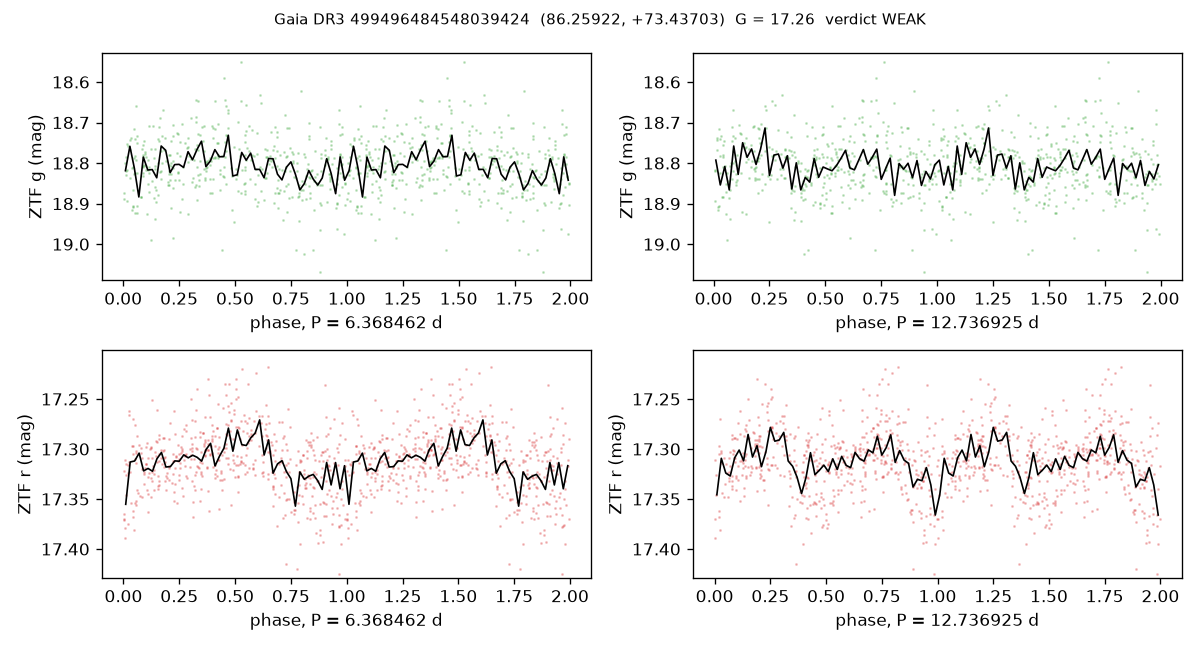 Gaia DR3 499496484548039424  (86.25922, +73.43703)  G = 17.26  verdict WEAK
ZTF g (mag)
18.6
18.7
18.8
18.9
19.0
0.00 0.25 0.50 0.75 1.00 1.25 1.50 1.75 2.00
phase, P = 6.368462 d
ZTF g (mag)
18.6
18.7
18.8
18.9
19.0
0.00 0.25 0.50 0.75 1.00 1.25 1.50 1.75 2.00
phase, P = 12.736925 d
ZTF r (mag)
17.25
17.30
17.35
17.40
0.00 0.25 0.50 0.75 1.00 1.25 1.50 1.75 2.00
phase, P = 6.368462 d
ZTF r (mag)
17.25
17.30
17.35
17.40
0.00 0.25 0.50 0.75 1.00 1.25 1.50 1.75 2.00
phase, P = 12.736925 d